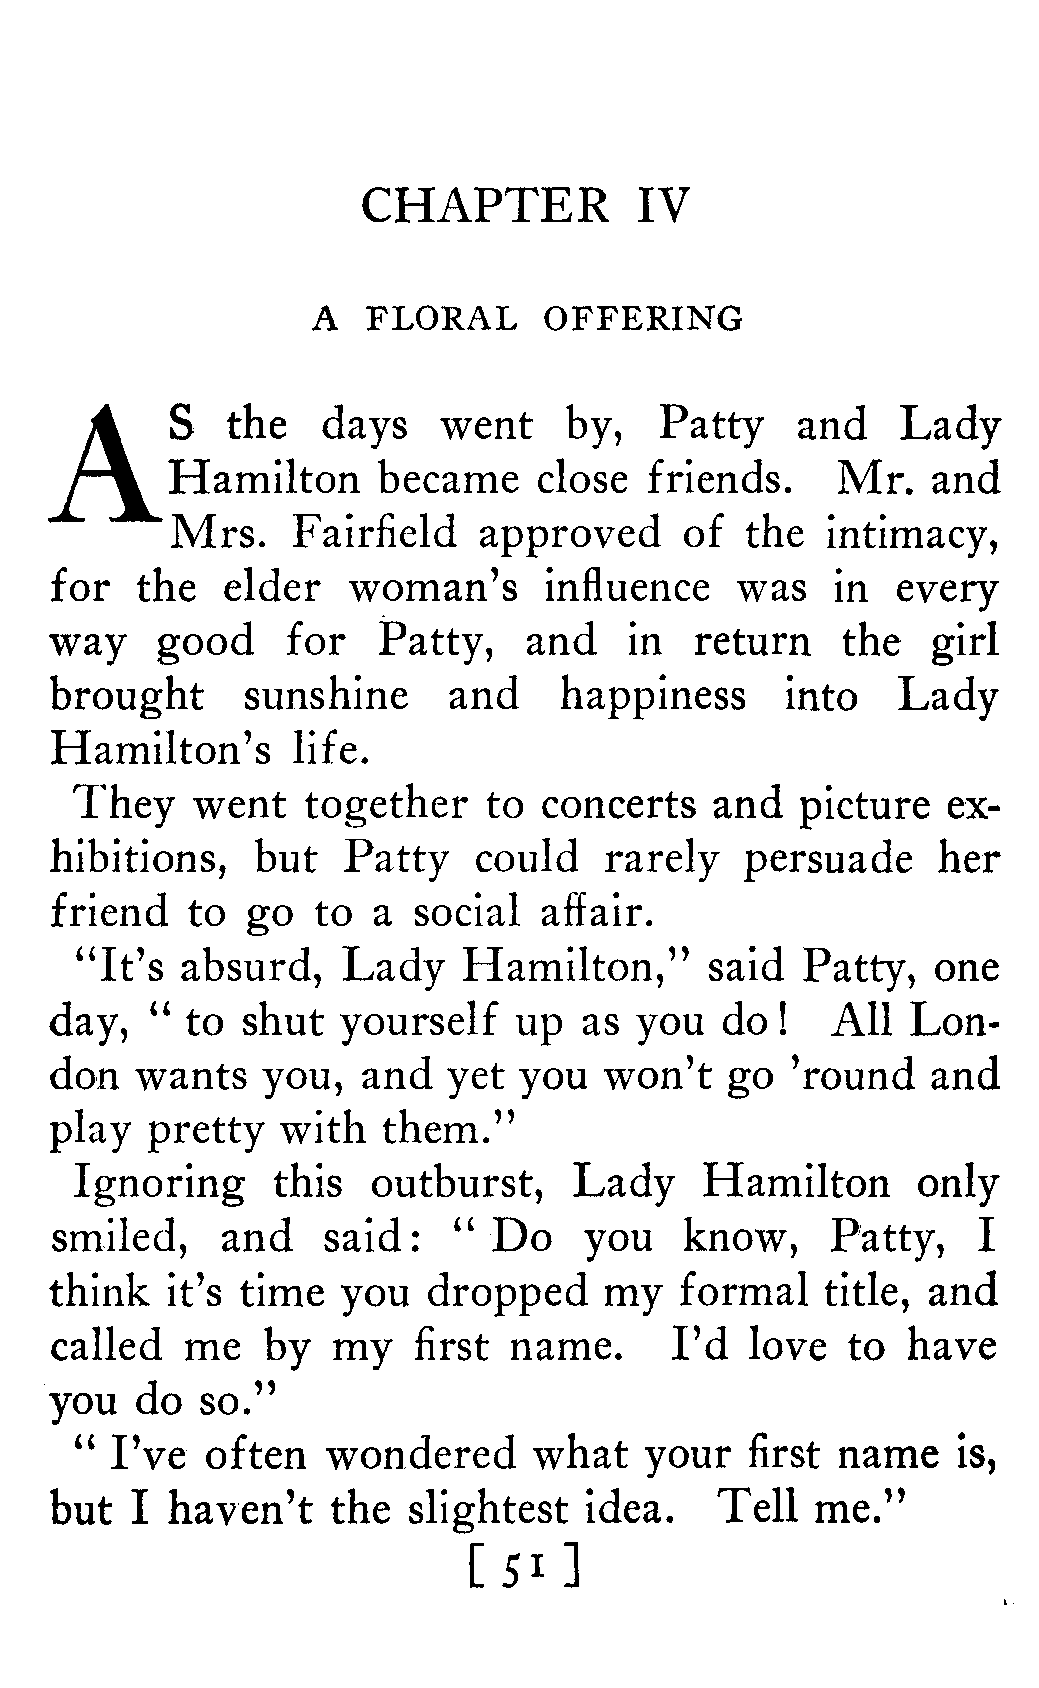 CHAPTER IV
A FLORAL OFFERING
AS the days went by, Patty and Lady
Hamilton became close friends. Mr. and
Mrs. Fairfield approved of the intimacy,
for the elder woman's influence was in every
way good for Patty, and in return the girl
brought sunshine and happiness into Lady
Hamilton's life.
They went together to concerts and picture ex-
hibitions, but Patty could rarely persuade her
friend to go to a social affair.
“It's absurd, Lady Hamilton,” said Patty, one
day, “ to shut yourself up as you do! All Lon-
don wants you, and yet you won't go 'round and
play pretty with them.”
Ignoring this outburst, Lady Hamilton only
smiled, and said: “ Do you know, Patty, I
think it's time you dropped my formal title, and
called me by my first name. I'd love to have
you do so.”
“ I've often wondered what your first name is,
but I haven't the slightest idea. Tell me.”
[ 51 ]